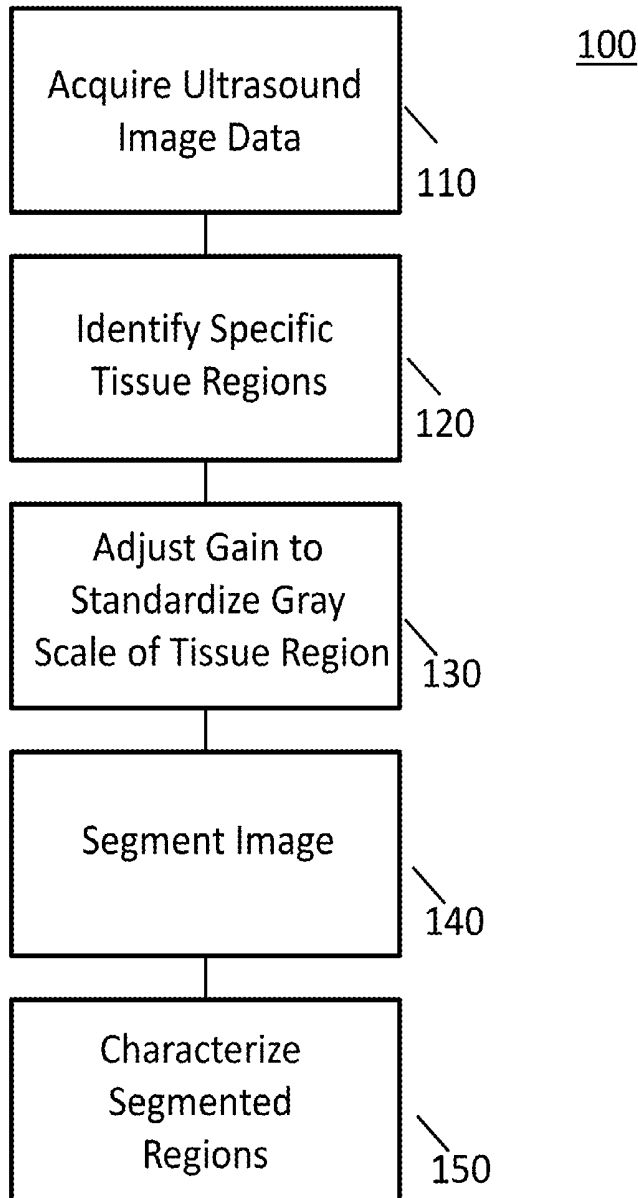 100
Acquire Ultrasound
Image Data
110
Identify Specific
Tissue Regions
120
Adjust Gain to
Standardize Gray
Scale of Tissue Region
130
Segment Image
140
Characterize
Segmented
Regions
150